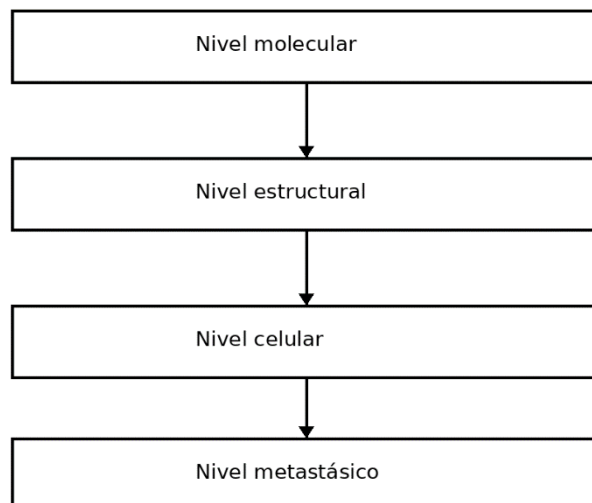 Nivel molecular
Nivel estructural
Nivel celular
Nivel metastásico